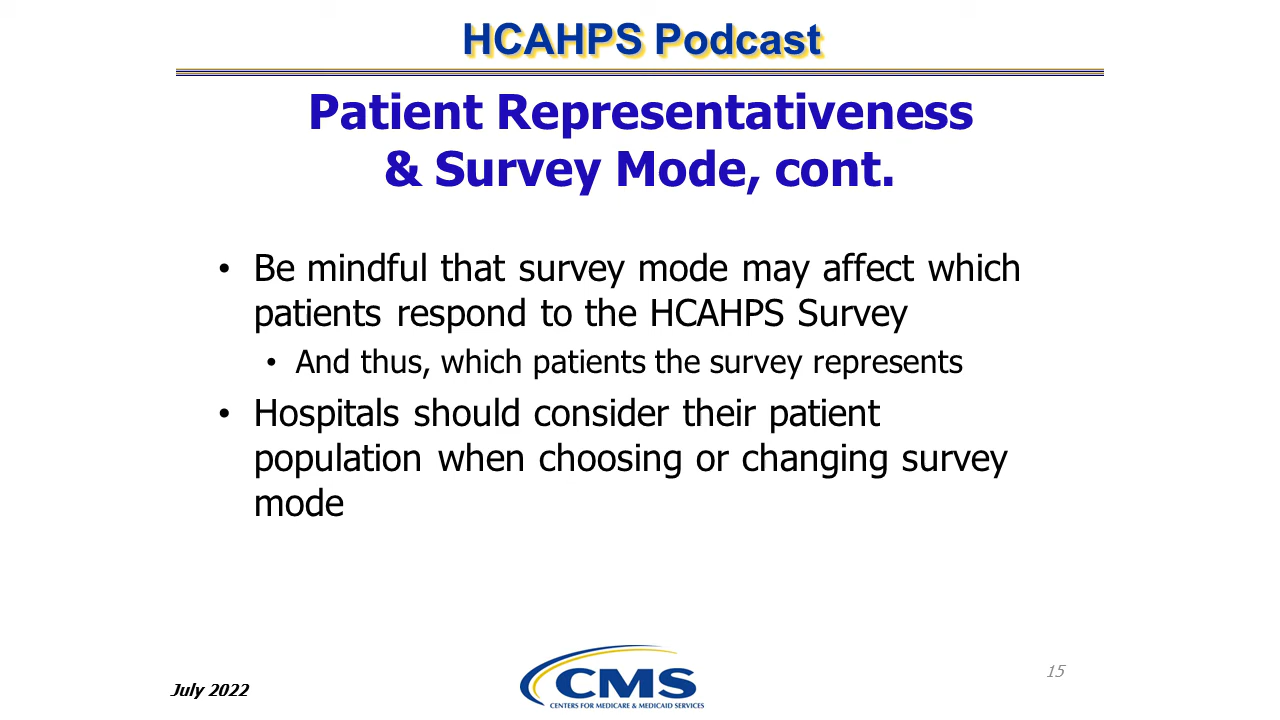 HCAHPS Podcast
Patient Representativeness
& Survey Mode, cont.
• Be mindful that survey mode may affect which
patients respond to the HCAHPS Survey
• And thus, which patients the survey represents
• Hospitals should consider their patient
population when choosing or changing survey
mode
July 2022
CMS
CENTERS FOR MEDICARE & MEDICAID SERVICES
15